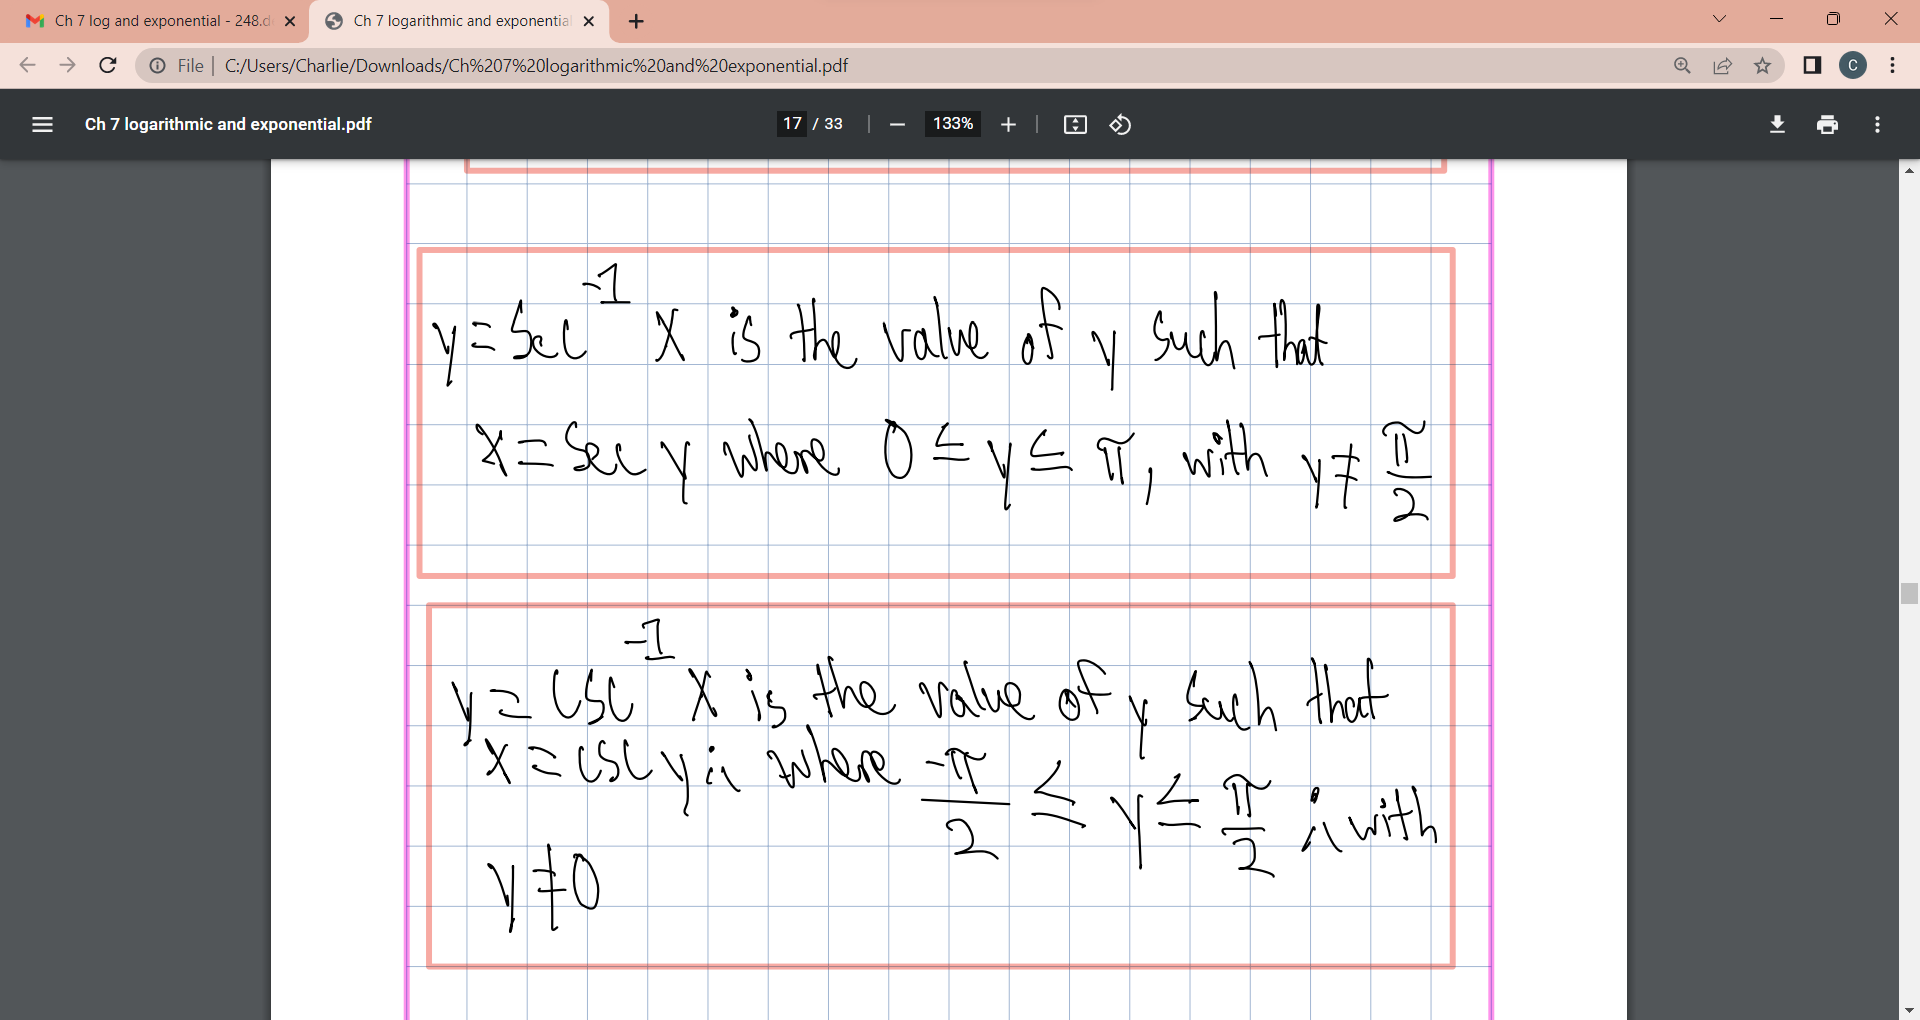 Ch 7 log and exponential - 248.d
Ch 7 logarithmic and exponential
File | C:/Users/Charlie/Downloads/Ch%207%20logarithmic%20and%20exponential.pdf
C
Ch 7 logarithmic and exponential.pdf
17 / 33 | − 133% + |
y = Sec⁻¹ x is the value of y such that
x = Sec y where 0 ≤ y ≤ π, with y ≠ π/2
y = CSC⁻¹ x is the value of y such that
x = CSC y where -π/2 ≤ y ≤ π/2 with
y ≠ 0